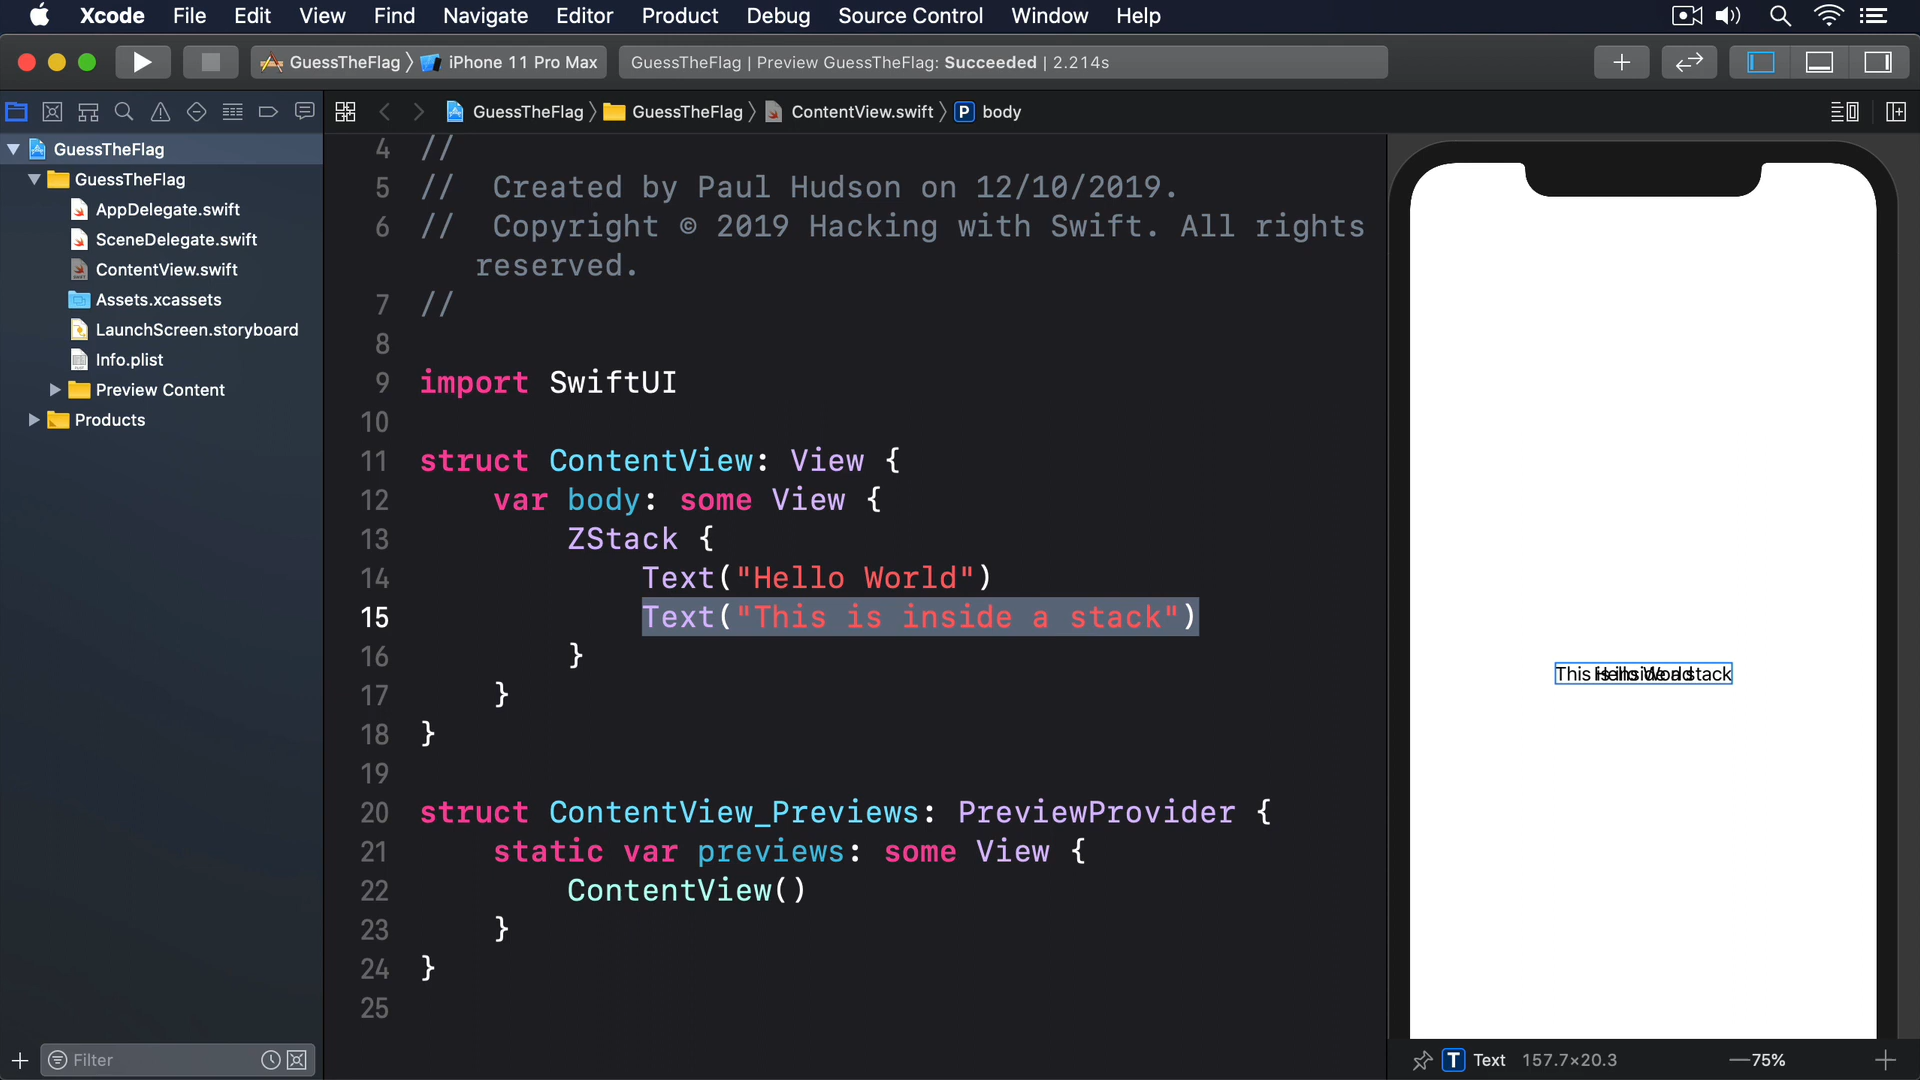 Xcode File Edit View Find Navigate Editor Product Debug Source Control Window Help
GuessTheFlag 〉 iPhone 11 Pro Max
GuessTheFlag | Preview GuessTheFlag: Succeeded | 2.214s
GuessTheFlag 〉 GuessTheFlag 〉 ContentView.swift 〉 P body
GuessTheFlag
GuessTheFlag
AppDelegate.swift
SceneDelegate.swift
ContentView.swift
Assets.xcassets
LaunchScreen.storyboard
Info.plist
Preview Content
Products
Filter
4 //
5 //  Created by Paul Hudson on 12/10/2019.
6 //  Copyright © 2019 Hacking with Swift. All rights
reserved.
7 //
8
9 import SwiftUI
10
11 struct ContentView: View {
12     var body: some View {
13         ZStack {
14             Text("Hello World")
15             Text("This is inside a stack")
16         }
17     }
18 }
19
20 struct ContentView_Previews: PreviewProvider {
21     static var previews: some View {
22         ContentView()
23     }
24 }
25
This is inside a stack
Hello World
T Text 157.7×20.3
75%